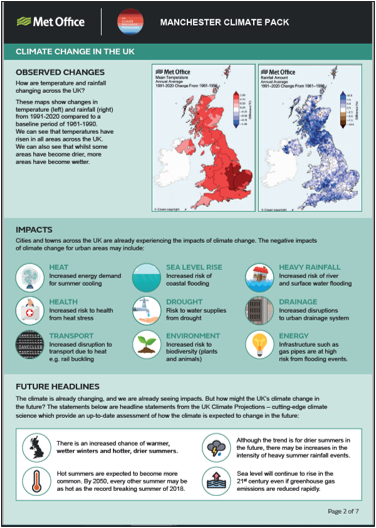 Met Office
MANCHESTER CLIMATE PACK
CLIMATE CHANGE IN THE UK
OBSERVED CHANGES
How are temperature and rainfall
changing across the UK?
These maps show changes in
temperature (left) and rainfall (right)
from 1991-2020 compared to a
baseline period of 1961-1990.
We can see that temperatures have
risen in all areas across the UK.
We can also see that whilst some
areas have become drier, more
areas have become wetter.
Met Office
Mean Temperature
Annual Average
1991-2020 Change From 1961-1990
Met Office
Rainfall Amount
Annual Average
1991-2020 Change From 1961-1990
IMPACTS
Cities and towns across the UK are already experiencing the impacts of climate change. The negative impacts
of climate change for urban areas may include:
HEAT
Increased energy demand
for summer cooling
SEA LEVEL RISE
Increased risk of
coastal flooding
HEAVY RAINFALL
Increased risk of river
and surface water flooding
HEALTH
Increased risk to health
from heat stress
DROUGHT
Risk to water supplies
from drought
DRAINAGE
Increased disruptions
to urban drainage system
TRANSPORT
Increased disruption to
transport due to heat
e.g. rail buckling
ENVIRONMENT
Increased risk to
biodiversity (plants
and animals)
ENERGY
Infrastructure such as
gas pipes are at high
risk from flooding events.
FUTURE HEADLINES
The climate is already changing, and we are already seeing impacts. But how might the UK's climate change in
the future? The statements below are headline statements from the UK Climate Projections – cutting-edge climate
science which provide an up-to-date assessment of how the climate is expected to change in the future:
There is an increased chance of warmer,
wetter winters and hotter, drier summers.
Although the trend is for drier summers in
the future, there may be increases in the
intensity of heavy summer rainfall events.
Hot summers are expected to become more
common. By 2050, every other summer may be
as hot as the record breaking summer of 2018.
Sea level will continue to rise in the
21st century even if greenhouse gas
emissions are reduced rapidly.
Page 2 of 7